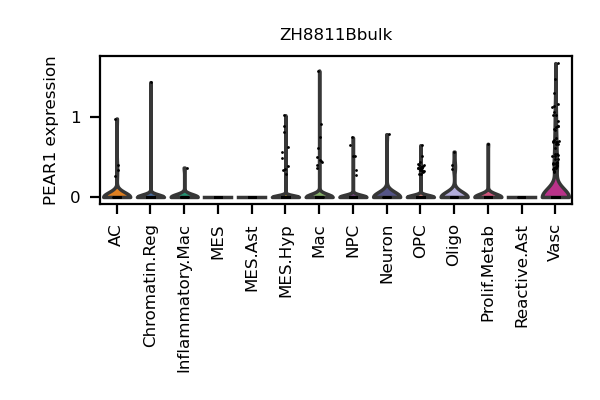 ZH8811Bbulk
PEAR1 expression
1
0
AC
Chromatin.Reg
Inflammatory.Mac
MES
MES.Ast
MES.Hyp
Mac
NPC
Neuron
OPC
Oligo
Prolif.Metab
Reactive.Ast
Vasc